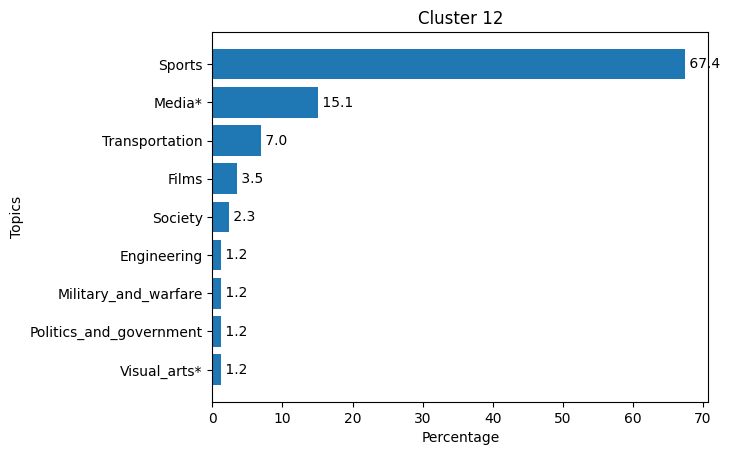 Cluster 12
Topics
Sports 67.4
Media* 15.1
Transportation 7.0
Films 3.5
Society 2.3
Engineering 1.2
Military_and_warfare 1.2
Politics_and_government 1.2
Visual_arts* 1.2
0 10 20 30 40 50 60 70
Percentage